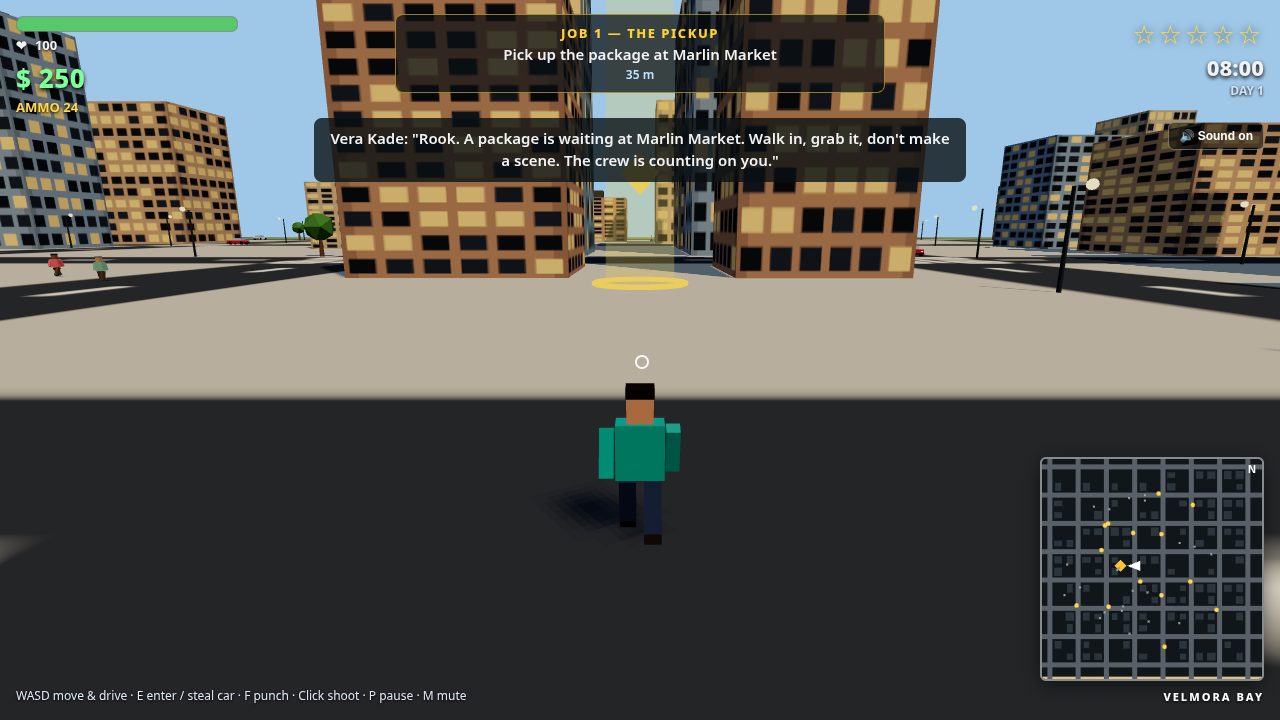 JOB 1 — THE PICKUP
Pick up the package at Marlin Market
35 m
❤ 100
$ 250
AMMO 24
☆☆☆☆☆
08:00
DAY 1
🔊 Sound on
Vera Kade: "Rook. A package is waiting at Marlin Market. Walk in, grab it, don't make
a scene. The crew is counting on you."
N
WASD move & drive · E enter / steal car · F punch · Click shoot · P pause · M mute
VELMORA BAY